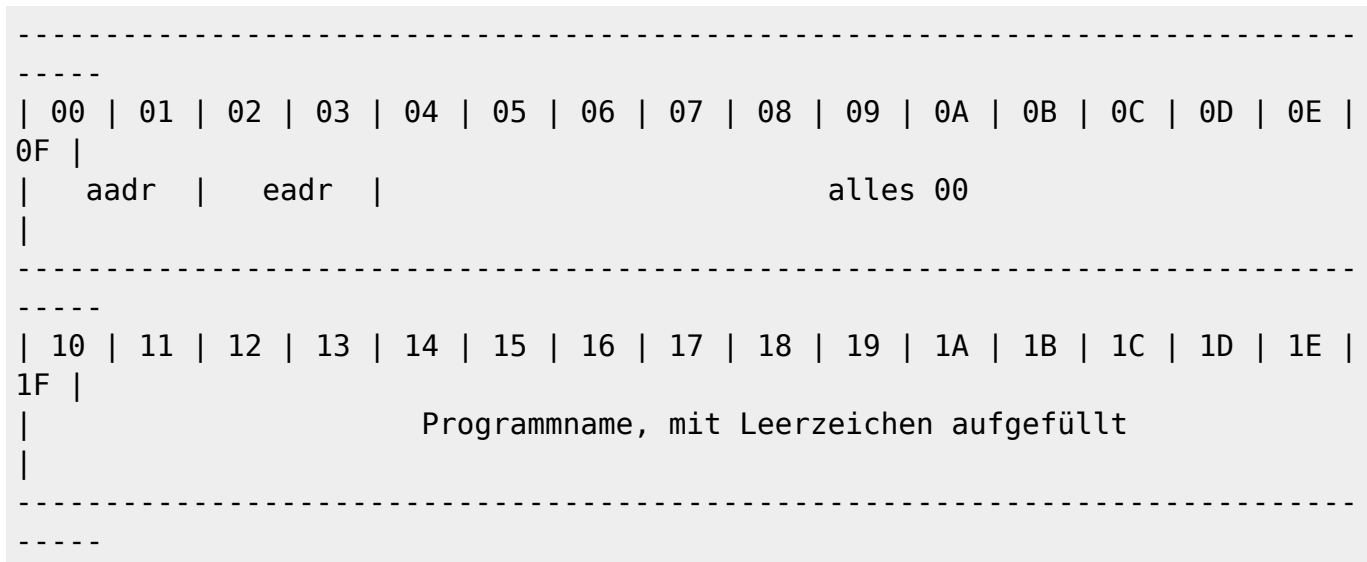 ----------------------------------------------------------------------------
-----
| 00 | 01 | 02 | 03 | 04 | 05 | 06 | 07 | 08 | 09 | 0A | 0B | 0C | 0D | 0E |
0F |
|   aadr  |   eadr  |                         alles 00
|
----------------------------------------------------------------------------
-----
| 10 | 11 | 12 | 13 | 14 | 15 | 16 | 17 | 18 | 19 | 1A | 1B | 1C | 1D | 1E |
1F |
|                      Programmname, mit Leerzeichen aufgefüllt
|
----------------------------------------------------------------------------
-----